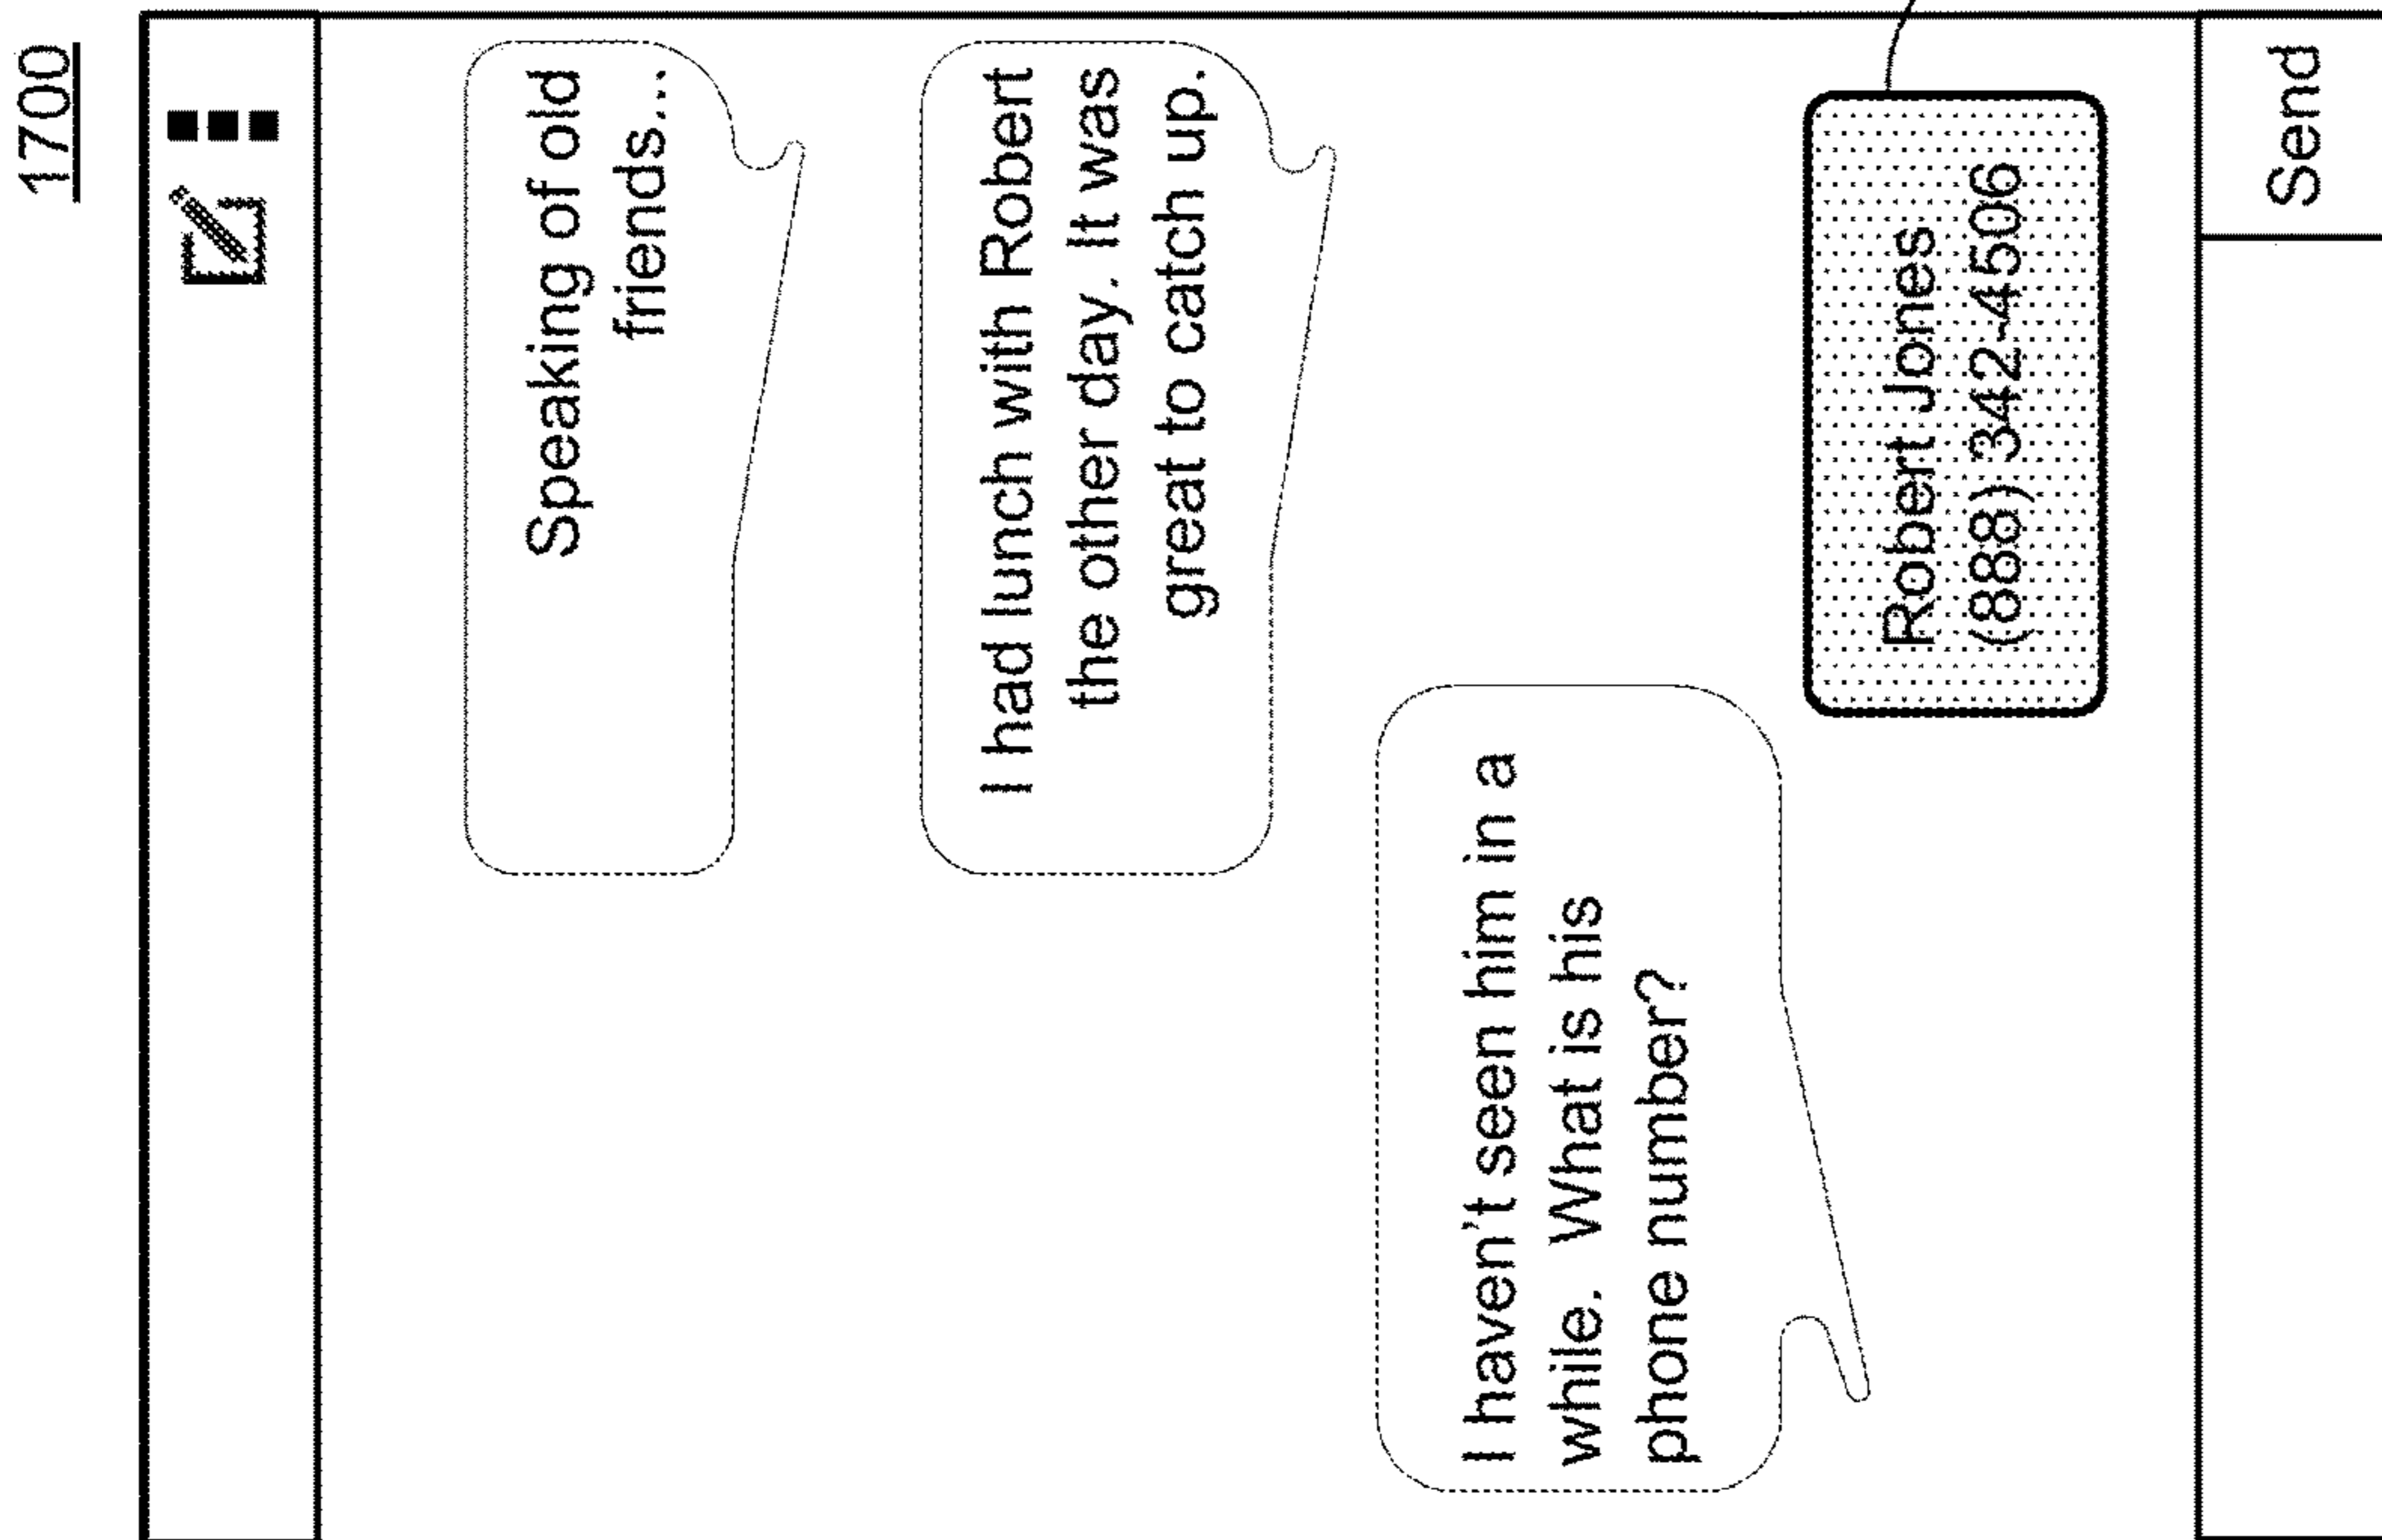 1700
Speaking of old
friends...
I had lunch with Robert
the other day. It was
great to catch up.
I haven't seen him in a
while.  What is his
phone number?
Robert Jones
(888) 342-4506
Send